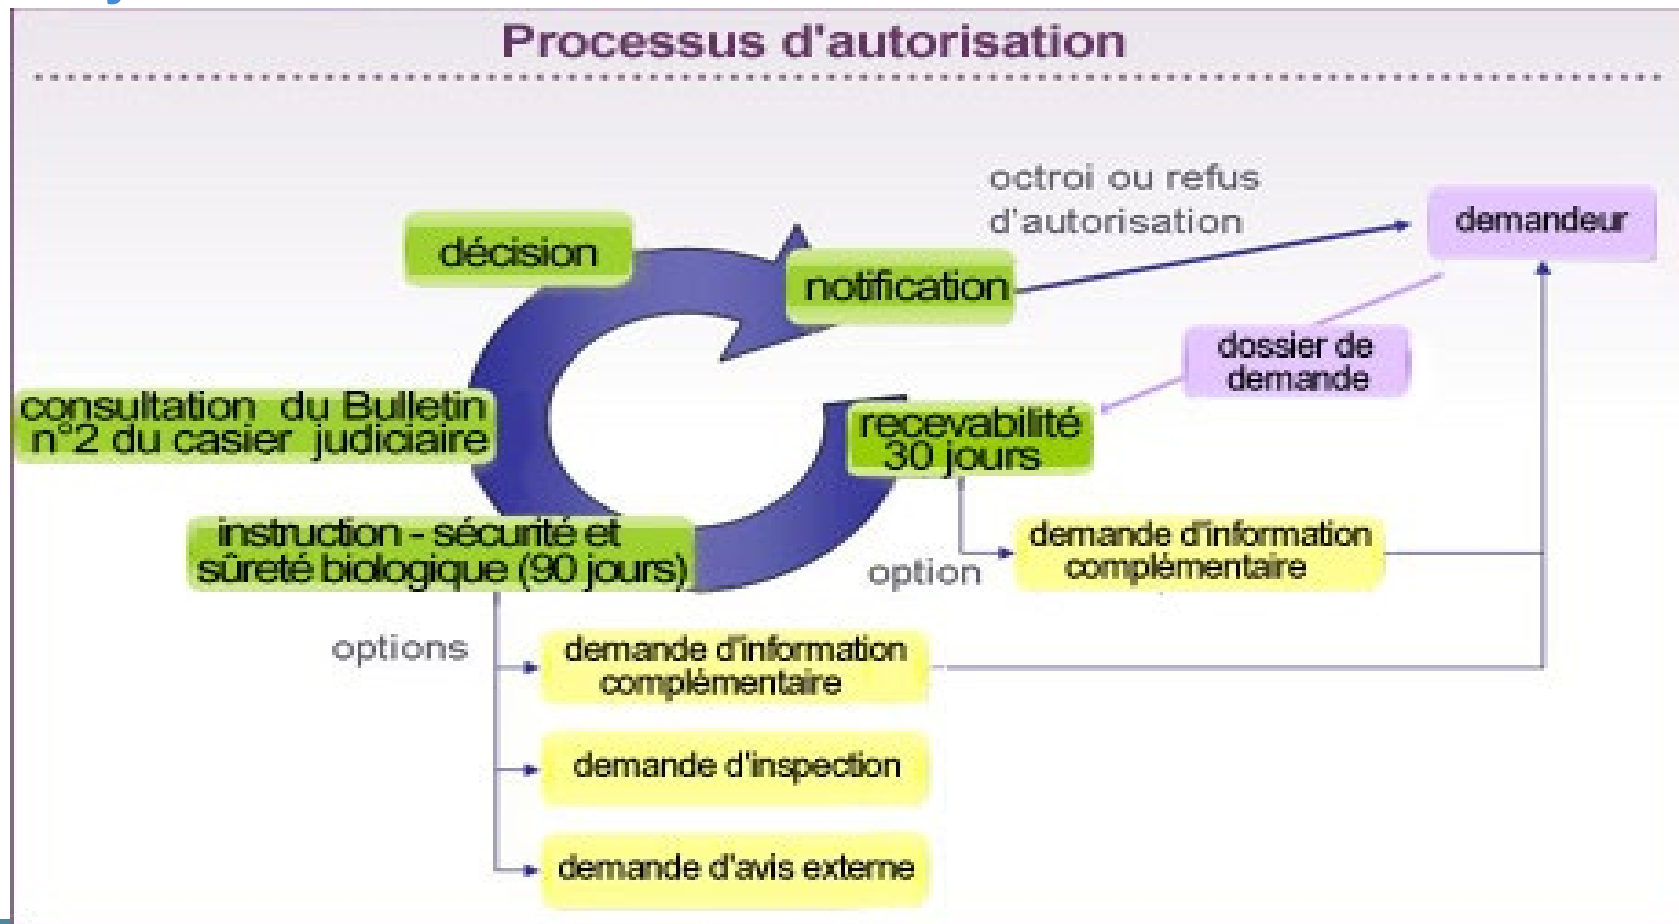 Processus d'autorisation
octroi ou refus
d'autorisation
demandeur
décision
notification
dossier de
demande
consultation du Bulletin
n°2 du casier judiciaire
recevabilité
30 jours
instruction - sécurité et
sûreté biologique (90 jours)
option
demande d'information
complémentaire
options
demande d'information
complémentaire
demande d'inspection
demande d'avis externe